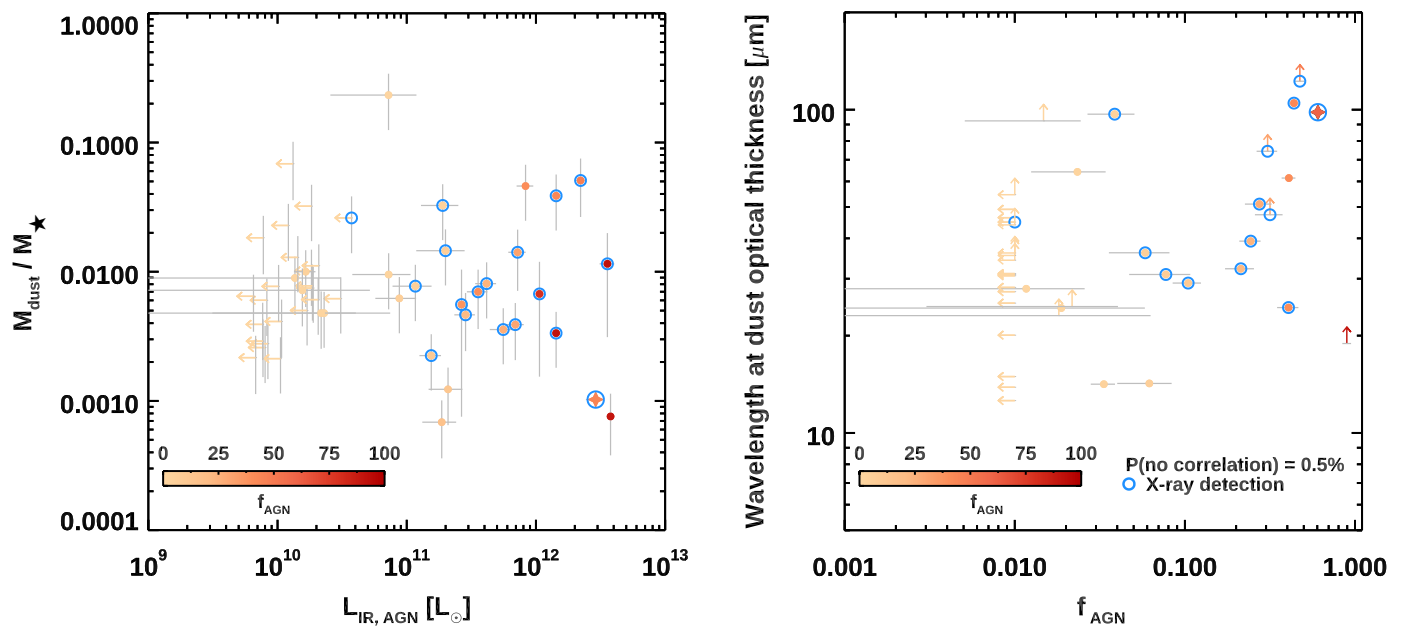 1.0000
0.1000
0.0100
0.0010
0.0001
M_dust / M_★
0 25 50 75 100
f_AGN
10^9 10^10 10^11 10^12 10^13
L_IR, AGN [L_☉]
Wavelength at dust optical thickness [μm]
100
10
0 25 50 75 100
f_AGN
P(no correlation) = 0.5%
X-ray detection
0.001 0.010 0.100 1.000
f_AGN